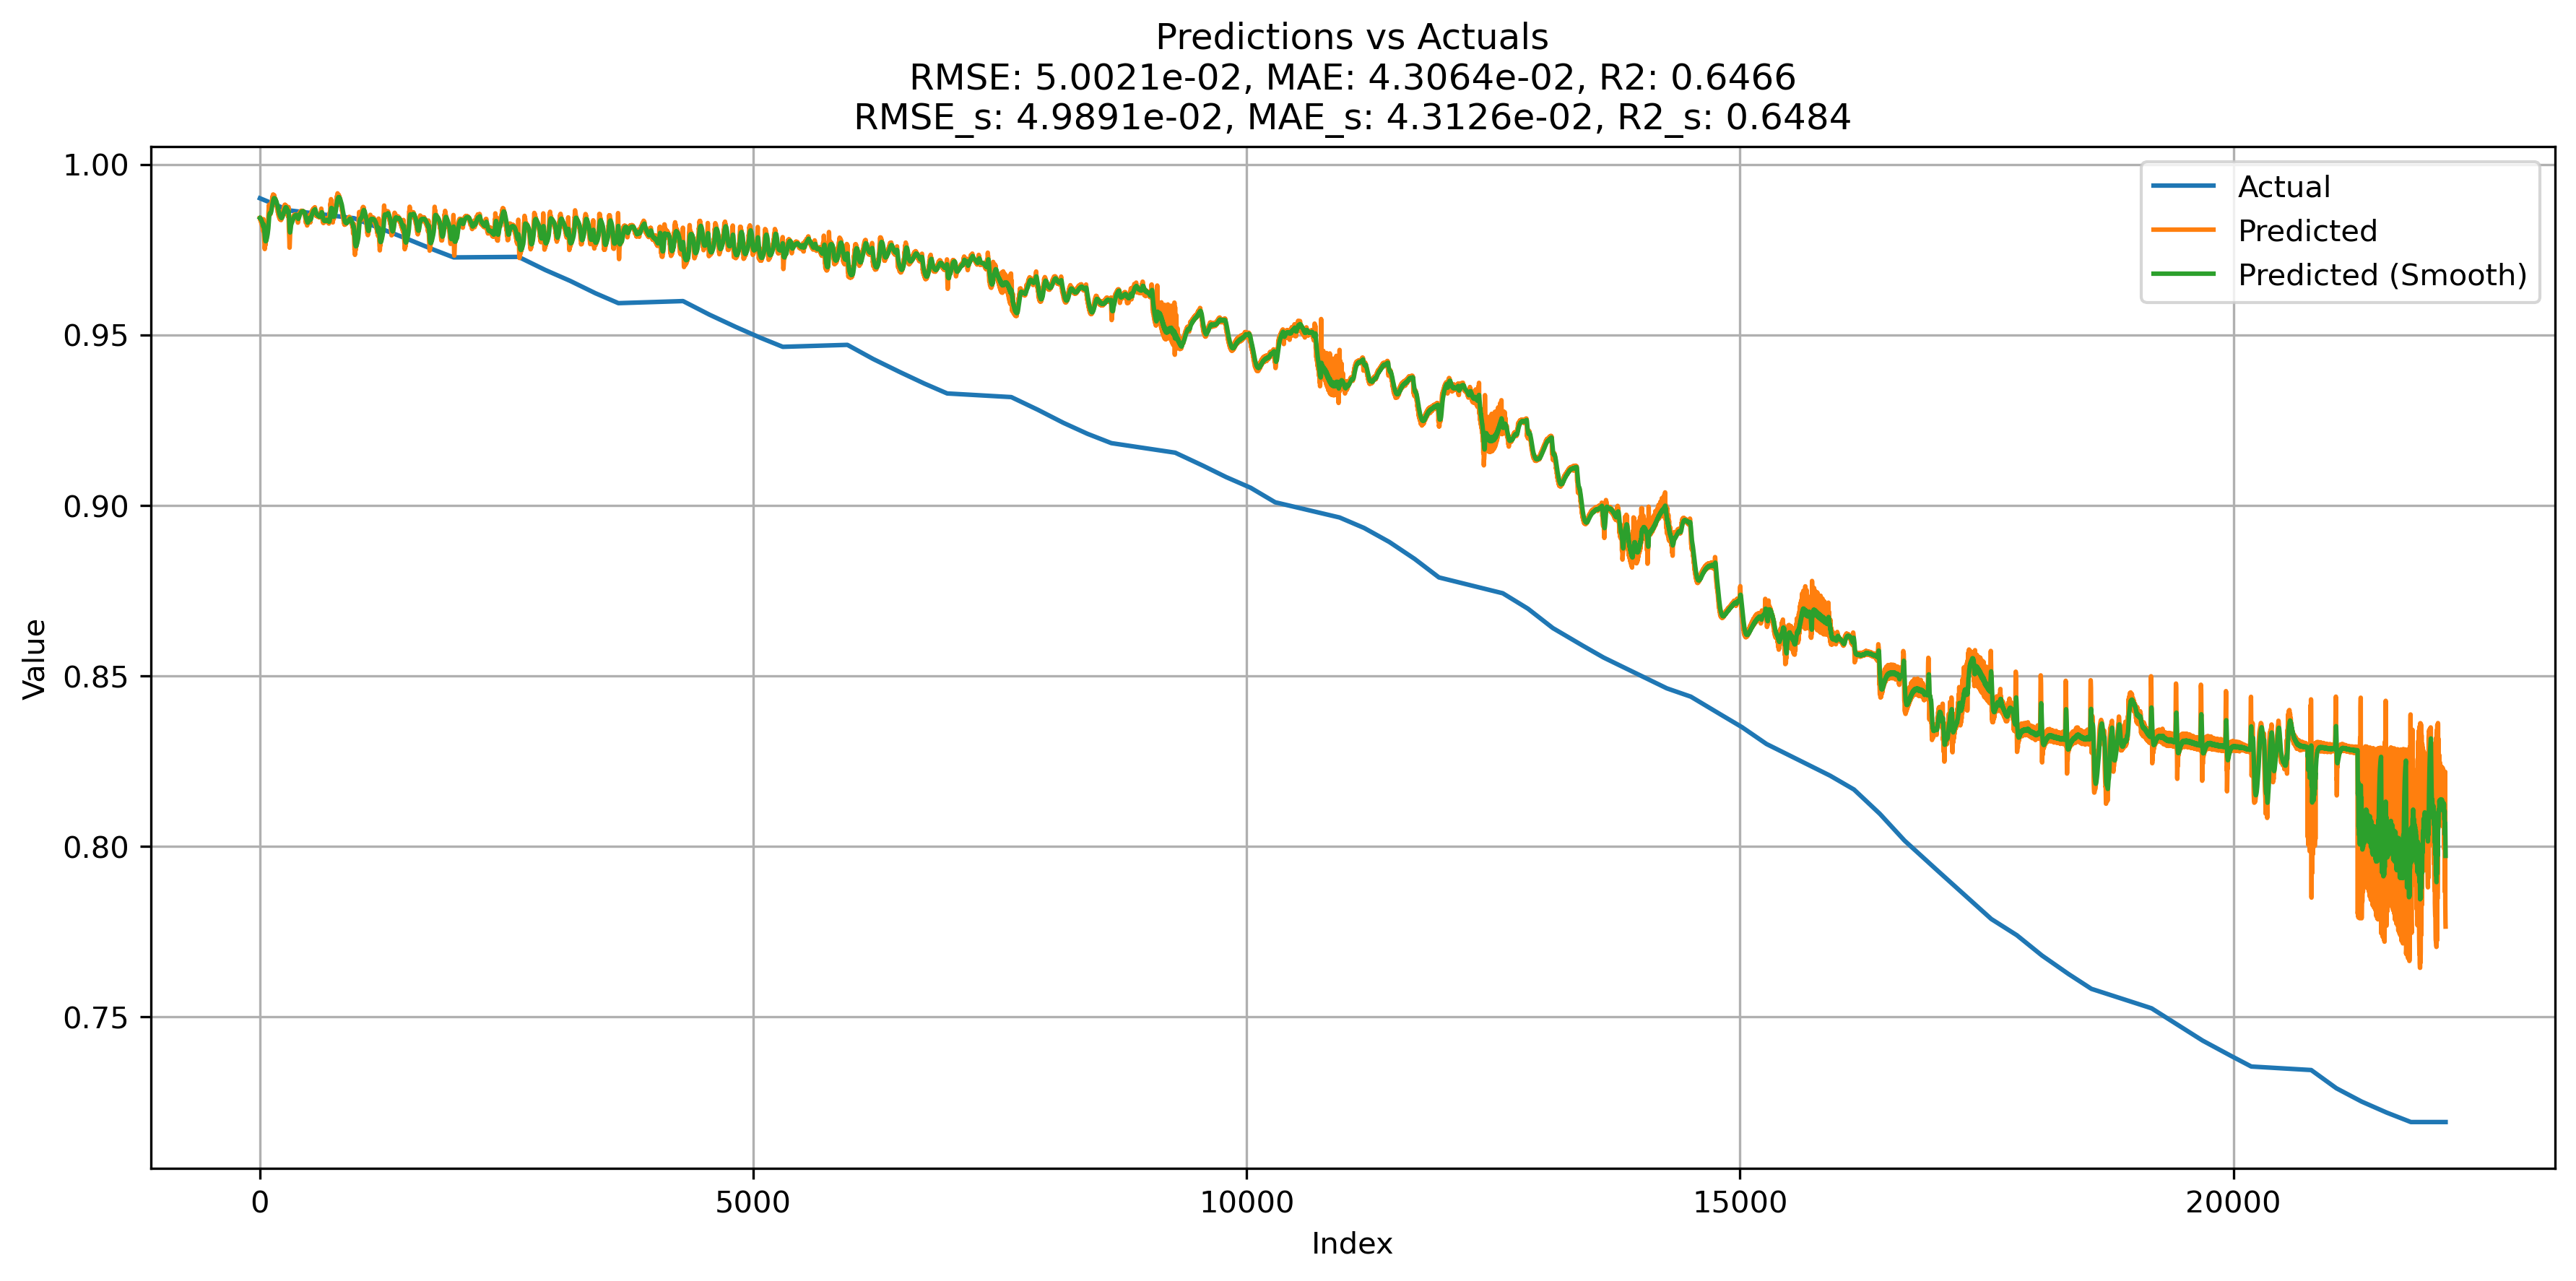 Predictions vs Actuals
RMSE: 5.0021e-02, MAE: 4.3064e-02, R2: 0.6466
RMSE_s: 4.9891e-02, MAE_s: 4.3126e-02, R2_s: 0.6484
Actual
Predicted
Predicted (Smooth)
1.00
0.95
0.90
0.85
0.80
0.75
Value
0 5000 10000 15000 20000
Index